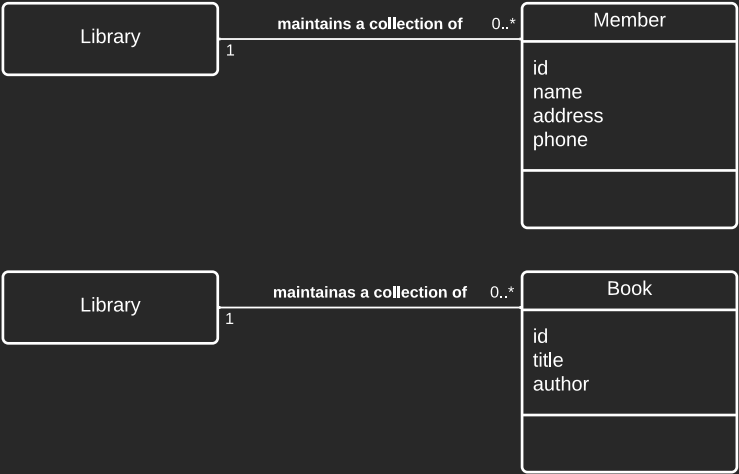 Library
maintains a collection of 0..*
1
Member
id
name
address
phone
Library
maintainas a collection of 0..*
1
Book
id
title
author